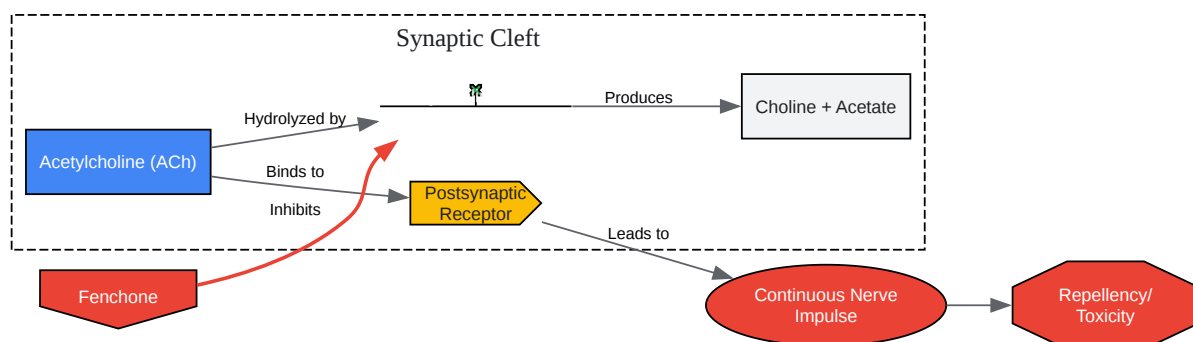 Synaptic Cleft
Produces
Choline + Acetate
Hydrolyzed by
Acetylcholine (ACh)
Binds to
Postsynaptic
Receptor
Inhibits
Leads to
Fenchone
Continuous Nerve
Impulse
Repellency/
Toxicity